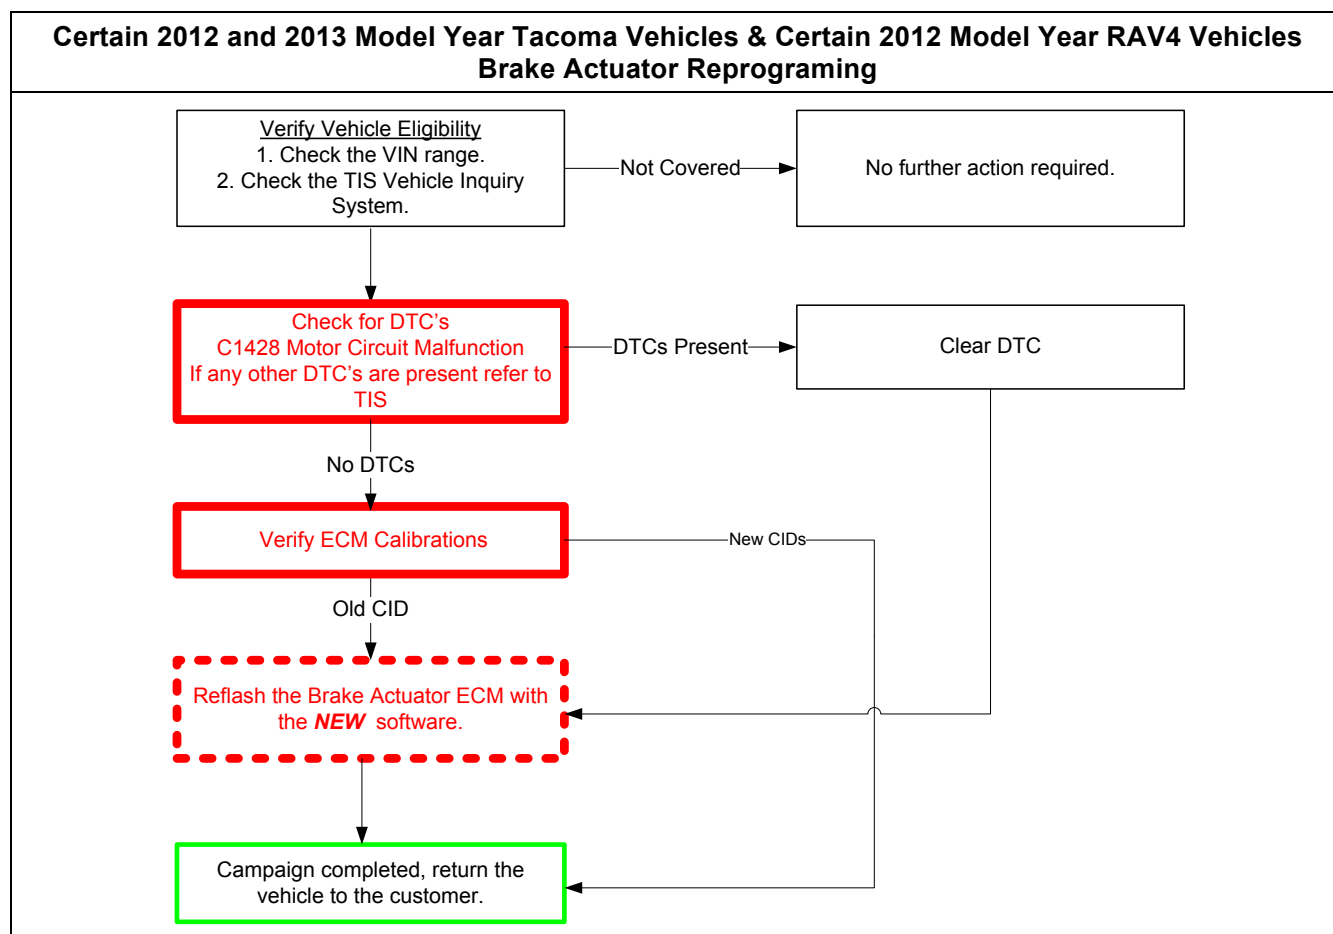 Certain 2012 and 2013 Model Year Tacoma Vehicles & Certain 2012 Model Year RAV4 Vehicles
Brake Actuator Reprograming
Verify Vehicle Eligibility
1. Check the VIN range.
2. Check the TIS Vehicle Inquiry
System.
Not Covered
No further action required.
Check for DTC’s
C1428 Motor Circuit Malfunction
If any other DTC’s are present refer to
TIS
DTCs Present
Clear DTC
No DTCs
Verify ECM Calibrations
New CIDs
Old CID
Reflash the Brake Actuator ECM with
the NEW software.
Campaign completed, return the
vehicle to the customer.